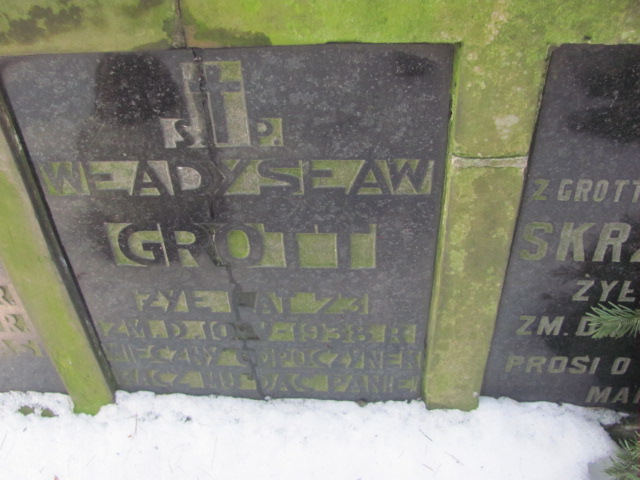 Ś. P.
WŁADYSŁAW
GROTT
ŻYŁ LAT 73
ZM. D. 10 1938 R.
WIECZNY ODPOCZYNEK
RACZ MU DAĆ PANIE
Z GROTT
SKRZ
ŻYŁ
ZM. D
PROSI O
MAR